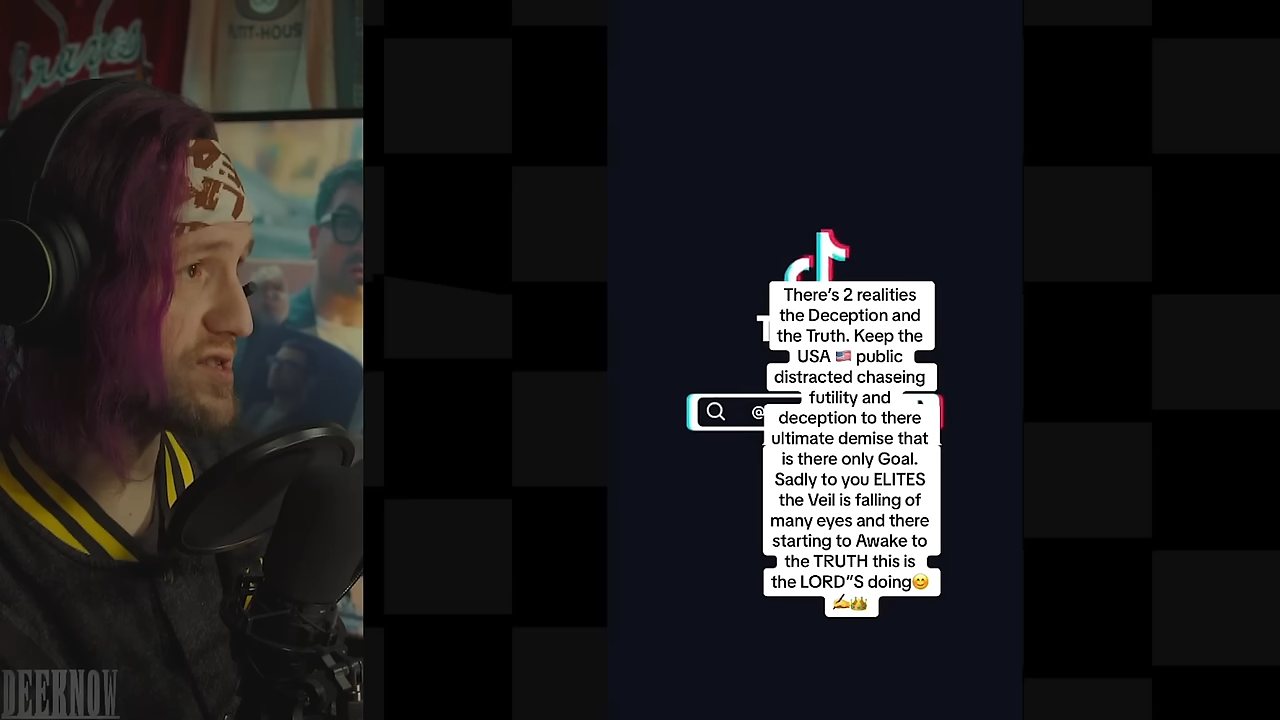 Braves
There’s 2 realities
the Deception and
the Truth. Keep the
USA 🇺🇸 public
distracted chaseing
futility and
deception to there
ultimate demise that
is there only Goal.
Sadly to you ELITES
the Veil is falling of
many eyes and there
starting to Awake to
the TRUTH this is
the LORD”S doing😊
✍️👑
@
DEEKNOW